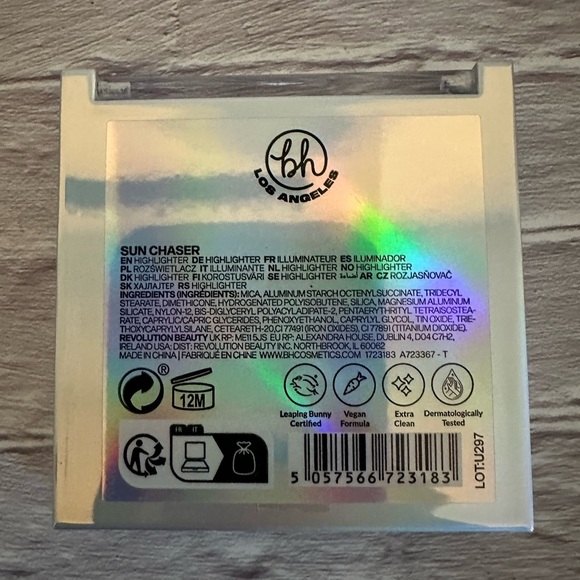 bh
LOS ANGELES
SUN CHASER
EN HIGHLIGHTER DE HIGHLIGHTER FR ILLUMINATEUR ES ILUMINADOR
PL ROZŚWIETLACZ IT ILLUMINANTE NL HIGHLIGHTER NO HIGHLIGHTER
DK HIGHLIGHTER FI KOROSTUSVÄRI SE HIGHLIGHTER AR إضاءة CZ ROZJASŇOVAČ
SK ХАЈЛАЈТЕР RS HIGHLIGHTER
INGREDIENTS (INGRÉDIENTS): MICA, ALUMINUM STARCH OCTENYLSUCCINATE, TRIDECYL
STEARATE, DIMETHICONE, HYDROGENATED POLYISOBUTENE, SILICA, MAGNESIUM ALUMINUM
SILICATE, NYLON-12, BIS-DIGLYCERYL POLYACYLADIPATE-2, PENTAERYTHRITYL TETRAISOSTEA-
RATE, CAPRYLIC/CAPRIC GLYCERIDES, PHENOXYETHANOL, CAPRYLYL GLYCOL, TIN OXIDE, TRIE-
THOXYCAPRYLYLSILANE, CETEARETH-20, CI 77491 (IRON OXIDES), CI 77891 (TITANIUM DIOXIDE).
REVOLUTION BEAUTY UK RP: ME11 5JS EU RP: ALEXANDRA HOUSE, DUBLIN 4, D04 C7H2,
IRELAND USA: DIST: REVOLUTION BEAUTY INC. NORTHBROOK, IL 60062
MADE IN CHINA | FABRIQUÉ EN CHINE WWW.BHCOSMETICS.COM 1723183 A723367 - T
®
12M
Leaping Bunny
Certified
Vegan
Formula
Extra
Clean
Dermatologically
Tested
FR IT
5 057566 723183
LOT:U297